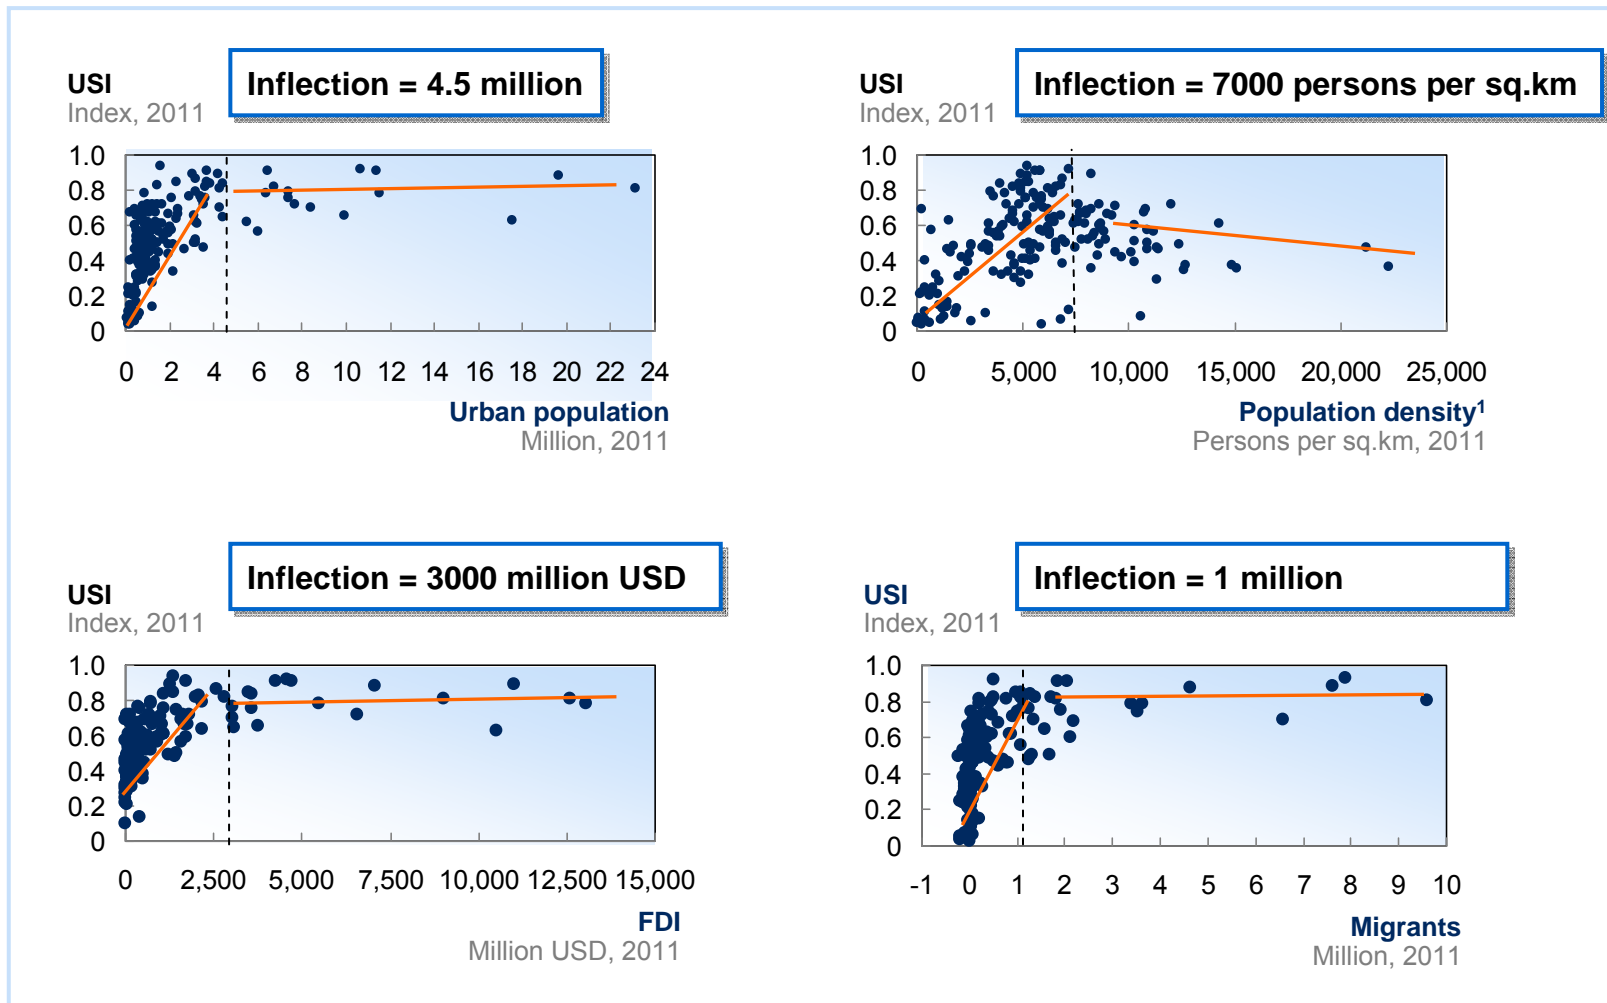 USI
Index, 2011
Inflection = 4.5 million
1.0
0.8
0.6
0.4
0.2
0
0 2 4 6 8 10 12 14 16 18 20 22 24
Urban population
Million, 2011
USI
Index, 2011
Inflection = 7000 persons per sq.km
1.0
0.8
0.6
0.4
0.2
0
0 5,000 10,000 15,000 20,000 25,000
Population density¹
Persons per sq.km, 2011
USI
Index, 2011
Inflection = 3000 million USD
1.0
0.8
0.6
0.4
0.2
0
0 2,500 5,000 7,500 10,000 12,500 15,000
FDI
Million USD, 2011
USI
Index, 2011
Inflection = 1 million
1.0
0.8
0.6
0.4
0.2
0
-1 0 1 2 3 4 5 6 7 8 9 10
Migrants
Million, 2011